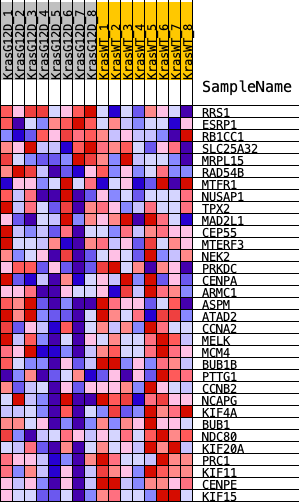 KrasG12D_1
KrasG12D_2
KrasG12D_3
KrasG12D_4
KrasG12D_5
KrasG12D_6
KrasG12D_7
KrasG12D_8
KrasWT_1
KrasWT_2
KrasWT_3
KrasWT_4
KrasWT_5
KrasWT_6
KrasWT_7
KrasWT_8
SampleName
RRS1
ESRP1
RB1CC1
SLC25A32
MRPL15
RAD54B
MTFR1
NUSAP1
TPX2
MAD2L1
CEP55
MTERF3
NEK2
PRKDC
CENPA
ARMC1
ASPM
ATAD2
CCNA2
MELK
MCM4
BUB1B
PTTG1
CCNB2
NCAPG
KIF4A
BUB1
NDC80
KIF20A
PRC1
KIF11
CENPE
KIF15